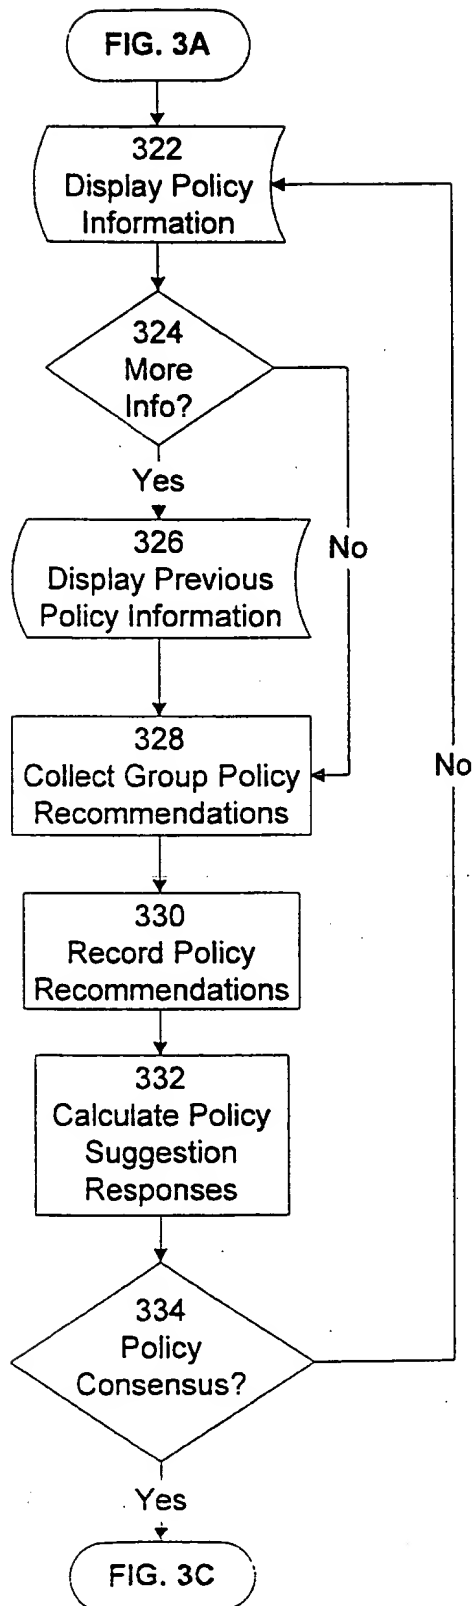 FIG. 3A
322
Display Policy
Information
324
More
Info?
Yes
326
Display Previous
Policy Information
No
328
Collect Group Policy
Recommendations
No
330
Record Policy
Recommendations
332
Calculate Policy
Suggestion
Responses
334
Policy
Consensus?
Yes
FIG. 3C